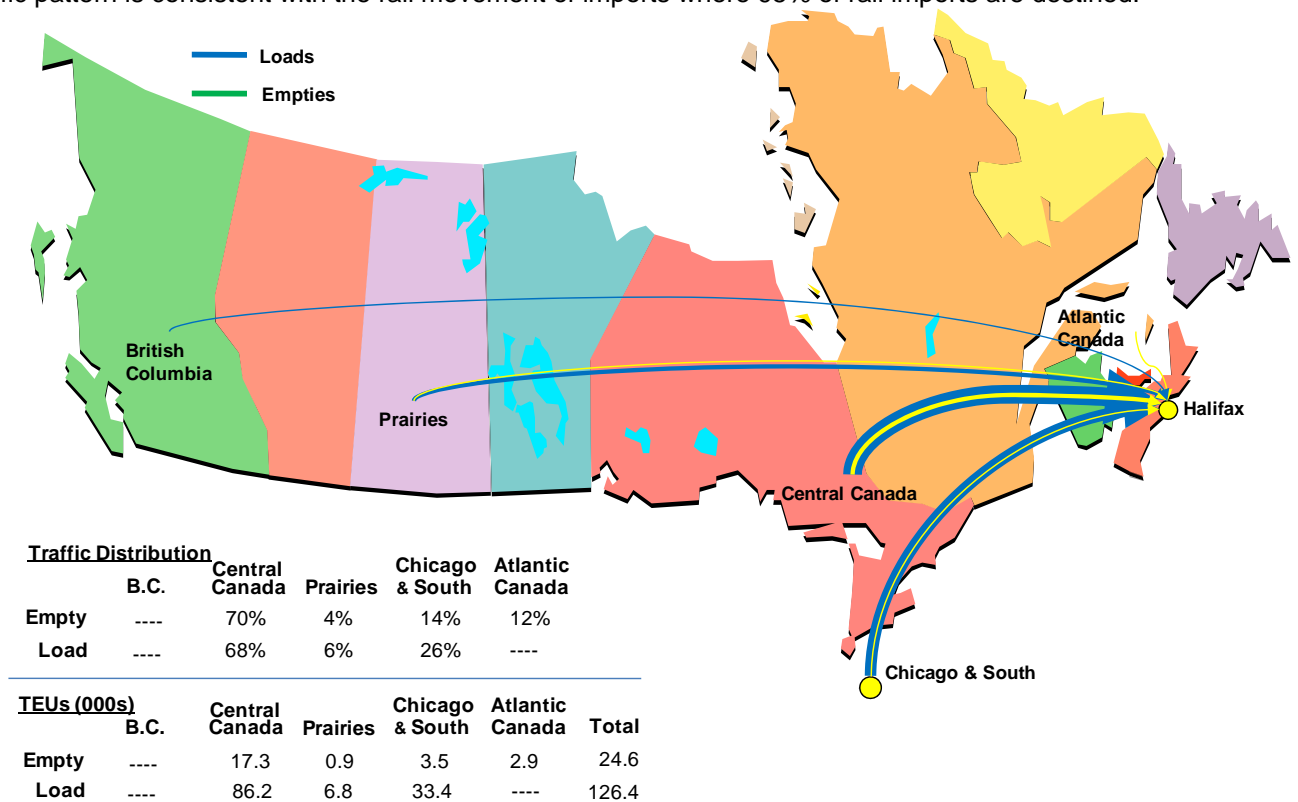 Loads
Empties
British
Columbia
Prairies
Central Canada
Atlantic
Canada
Halifax
Chicago & South
Traffic Distribution
B.C. Central Canada Prairies Chicago & South Atlantic Canada
Empty ---- 70% 4% 14% 12%
Load ---- 68% 6% 26% ----
TEUs (000s)
B.C. Central Canada Prairies Chicago & South Atlantic Canada Total
Empty ---- 17.3 0.9 3.5 2.9 24.6
Load ---- 86.2 6.8 33.4 ---- 126.4